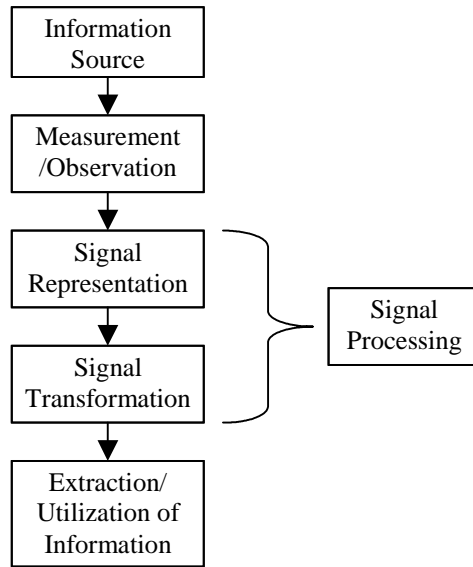 Information
Source
Measurement
/Observation
Signal
Representation
Signal
Transformation
Signal
Processing
Extraction/
Utilization of
Information